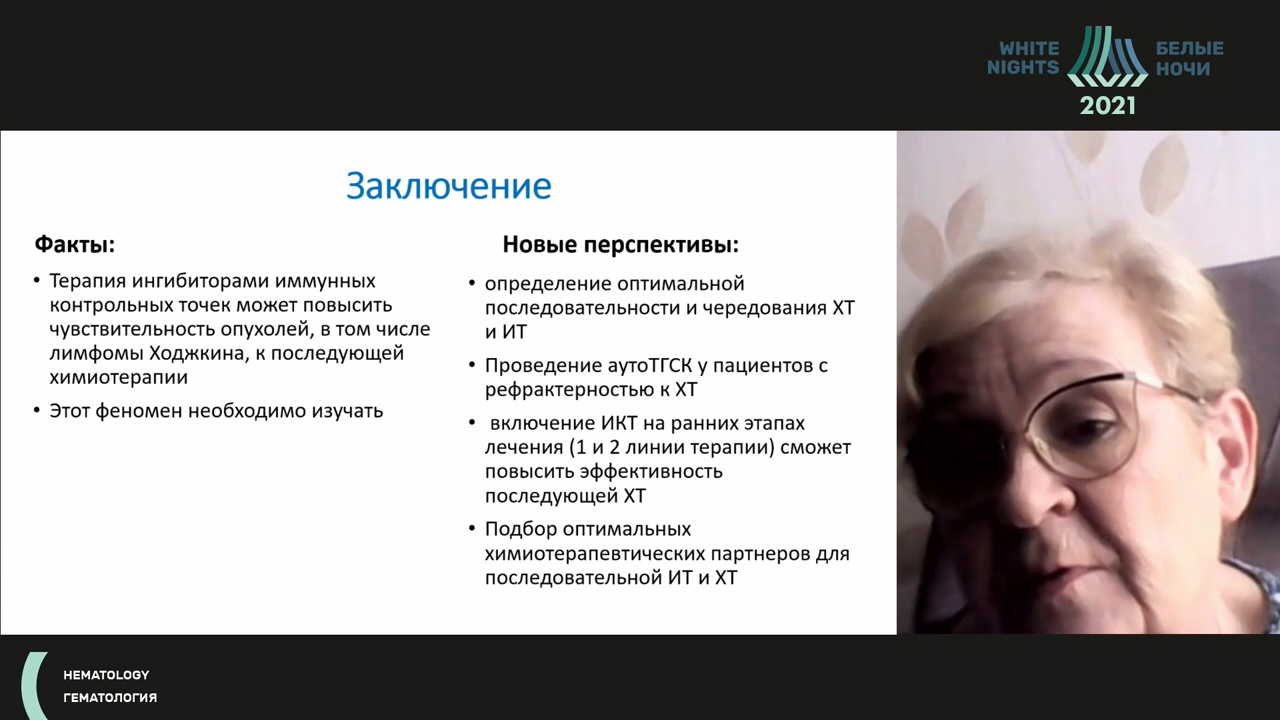 WHITE
NIGHTS
БЕЛЫЕ
НОЧИ
2021
Заключение
Факты:
• Терапия ингибиторами иммунных
контрольных точек может повысить
чувствительность опухолей, в том числе
лимфомы Ходжкина, к последующей
химиотерапии
• Этот феномен необходимо изучать
Новые перспективы:
• определение оптимальной
последовательности и чередования ХТ
и ИТ
• Проведение аутоТГСК у пациентов с
рефрактерностью к ХТ
• включение ИКТ на ранних этапах
лечения (1 и 2 линии терапии) сможет
повысить эффективность
последующей ХТ
• Подбор оптимальных
химиотерапевтических партнеров для
последовательной ИТ и ХТ
HEMATOLOGY
ГЕМАТОЛОГИЯ